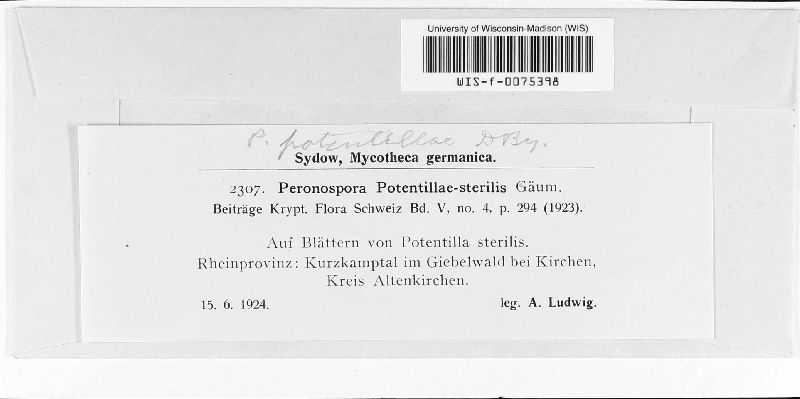 University of Wisconsin-Madison (WIS)
WIS-f-0075398
P. potentillae DBy.
Sydow, Mycotheca germanica.
2307. Peronospora Potentillae-sterilis Gäum.
Beiträge Krypt. Flora Schweiz Bd. V, no. 4, p. 294 (1923).
Auf Blättern von Potentilla sterilis.
Rheinprovinz: Kurzkamptal im Giebelwald bei Kirchen,
Kreis Altenkirchen.
15. 6. 1924. leg. A. Ludwig.